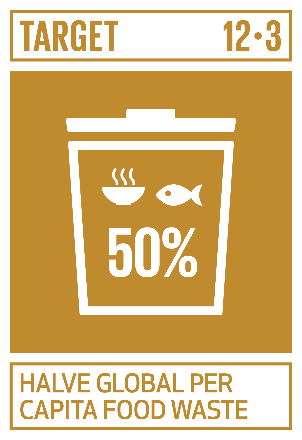 TARGET 12•3
50%
HALVE GLOBAL PER
CAPITA FOOD WASTE